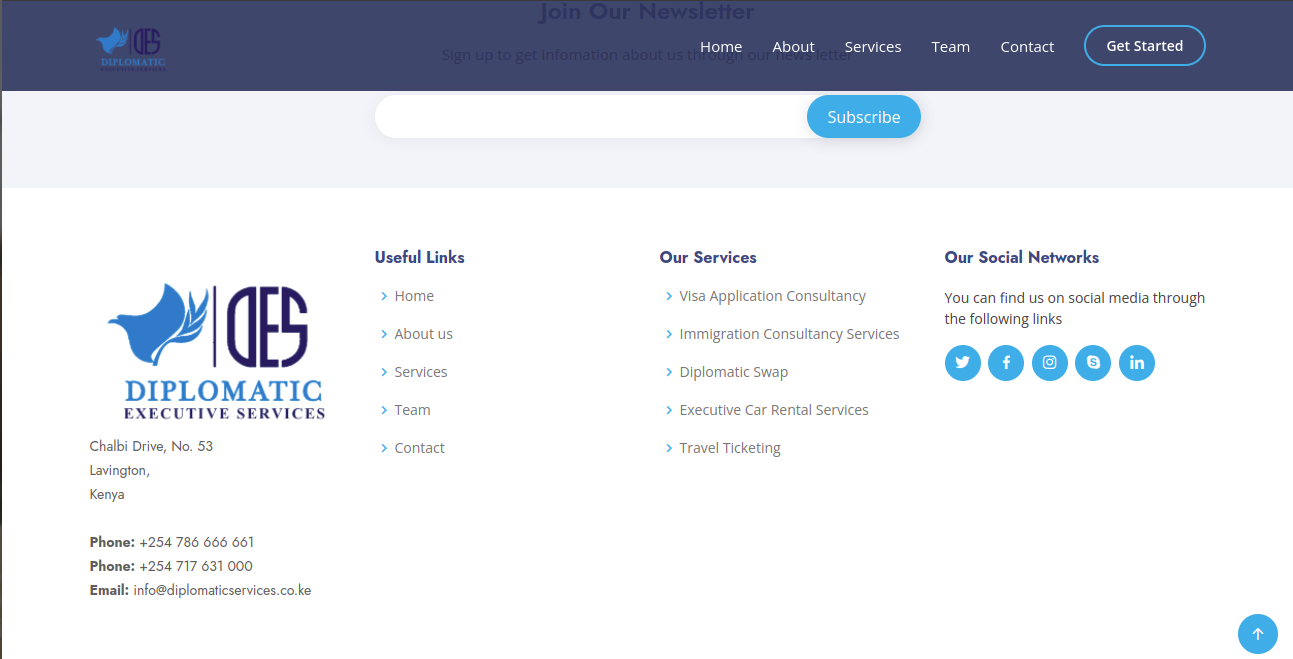 Join Our Newsletter
Sign up to get infomation about us through our news letter
DES
DIPLOMATIC
EXECUTIVE SERVICES
Home
About
Services
Team
Contact
Get Started
Subscribe
DES
DIPLOMATIC
EXECUTIVE SERVICES
Chalbi Drive, No. 53
Lavington,
Kenya
Phone: +254 786 666 661
Phone: +254 717 631 000
Email: info@diplomaticservices.co.ke
Useful Links
Home
About us
Services
Team
Contact
Our Services
Visa Application Consultancy
Immigration Consultancy Services
Diplomatic Swap
Executive Car Rental Services
Travel Ticketing
Our Social Networks
You can find us on social media through
the following links